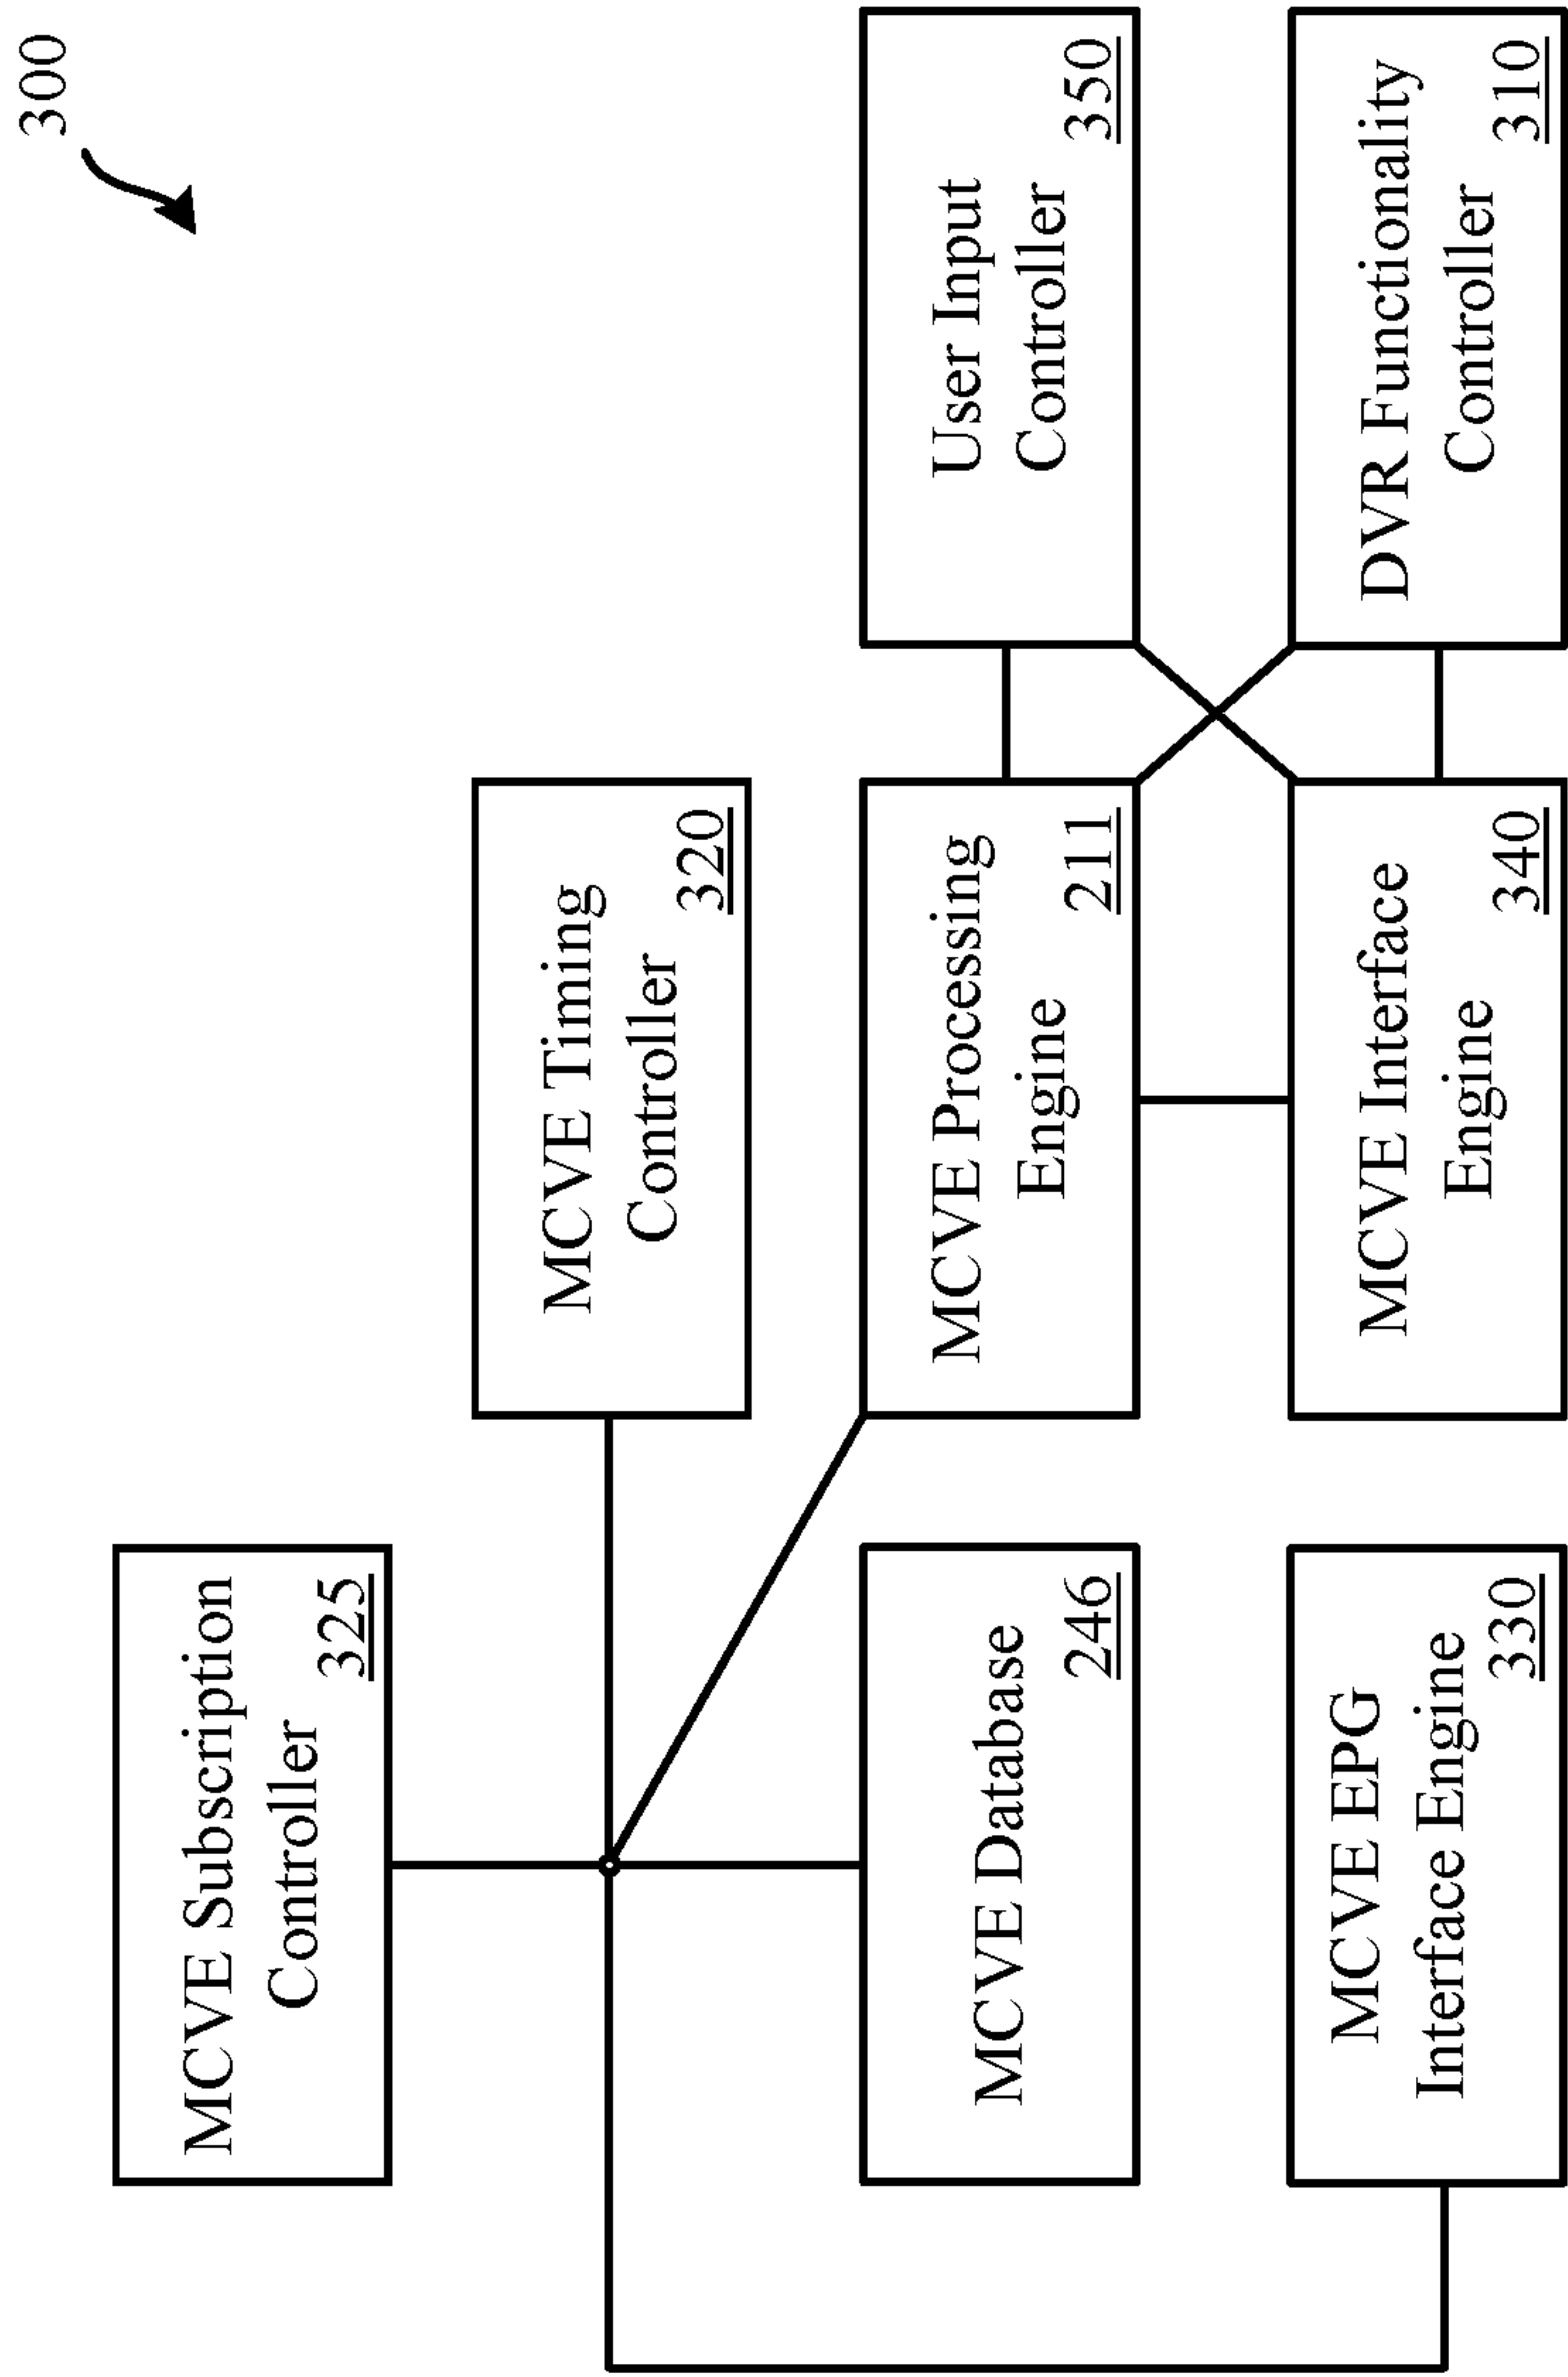 300
MCVE Subscription
Controller
325
MCVE Timing
Controller
320
MCVE Database
246
MCVE Processing
Engine
211
User Input
Controller
350
MCVE EPG
Interface Engine
330
MCVE Interface
Engine
340
DVR Functionality
Controller
310